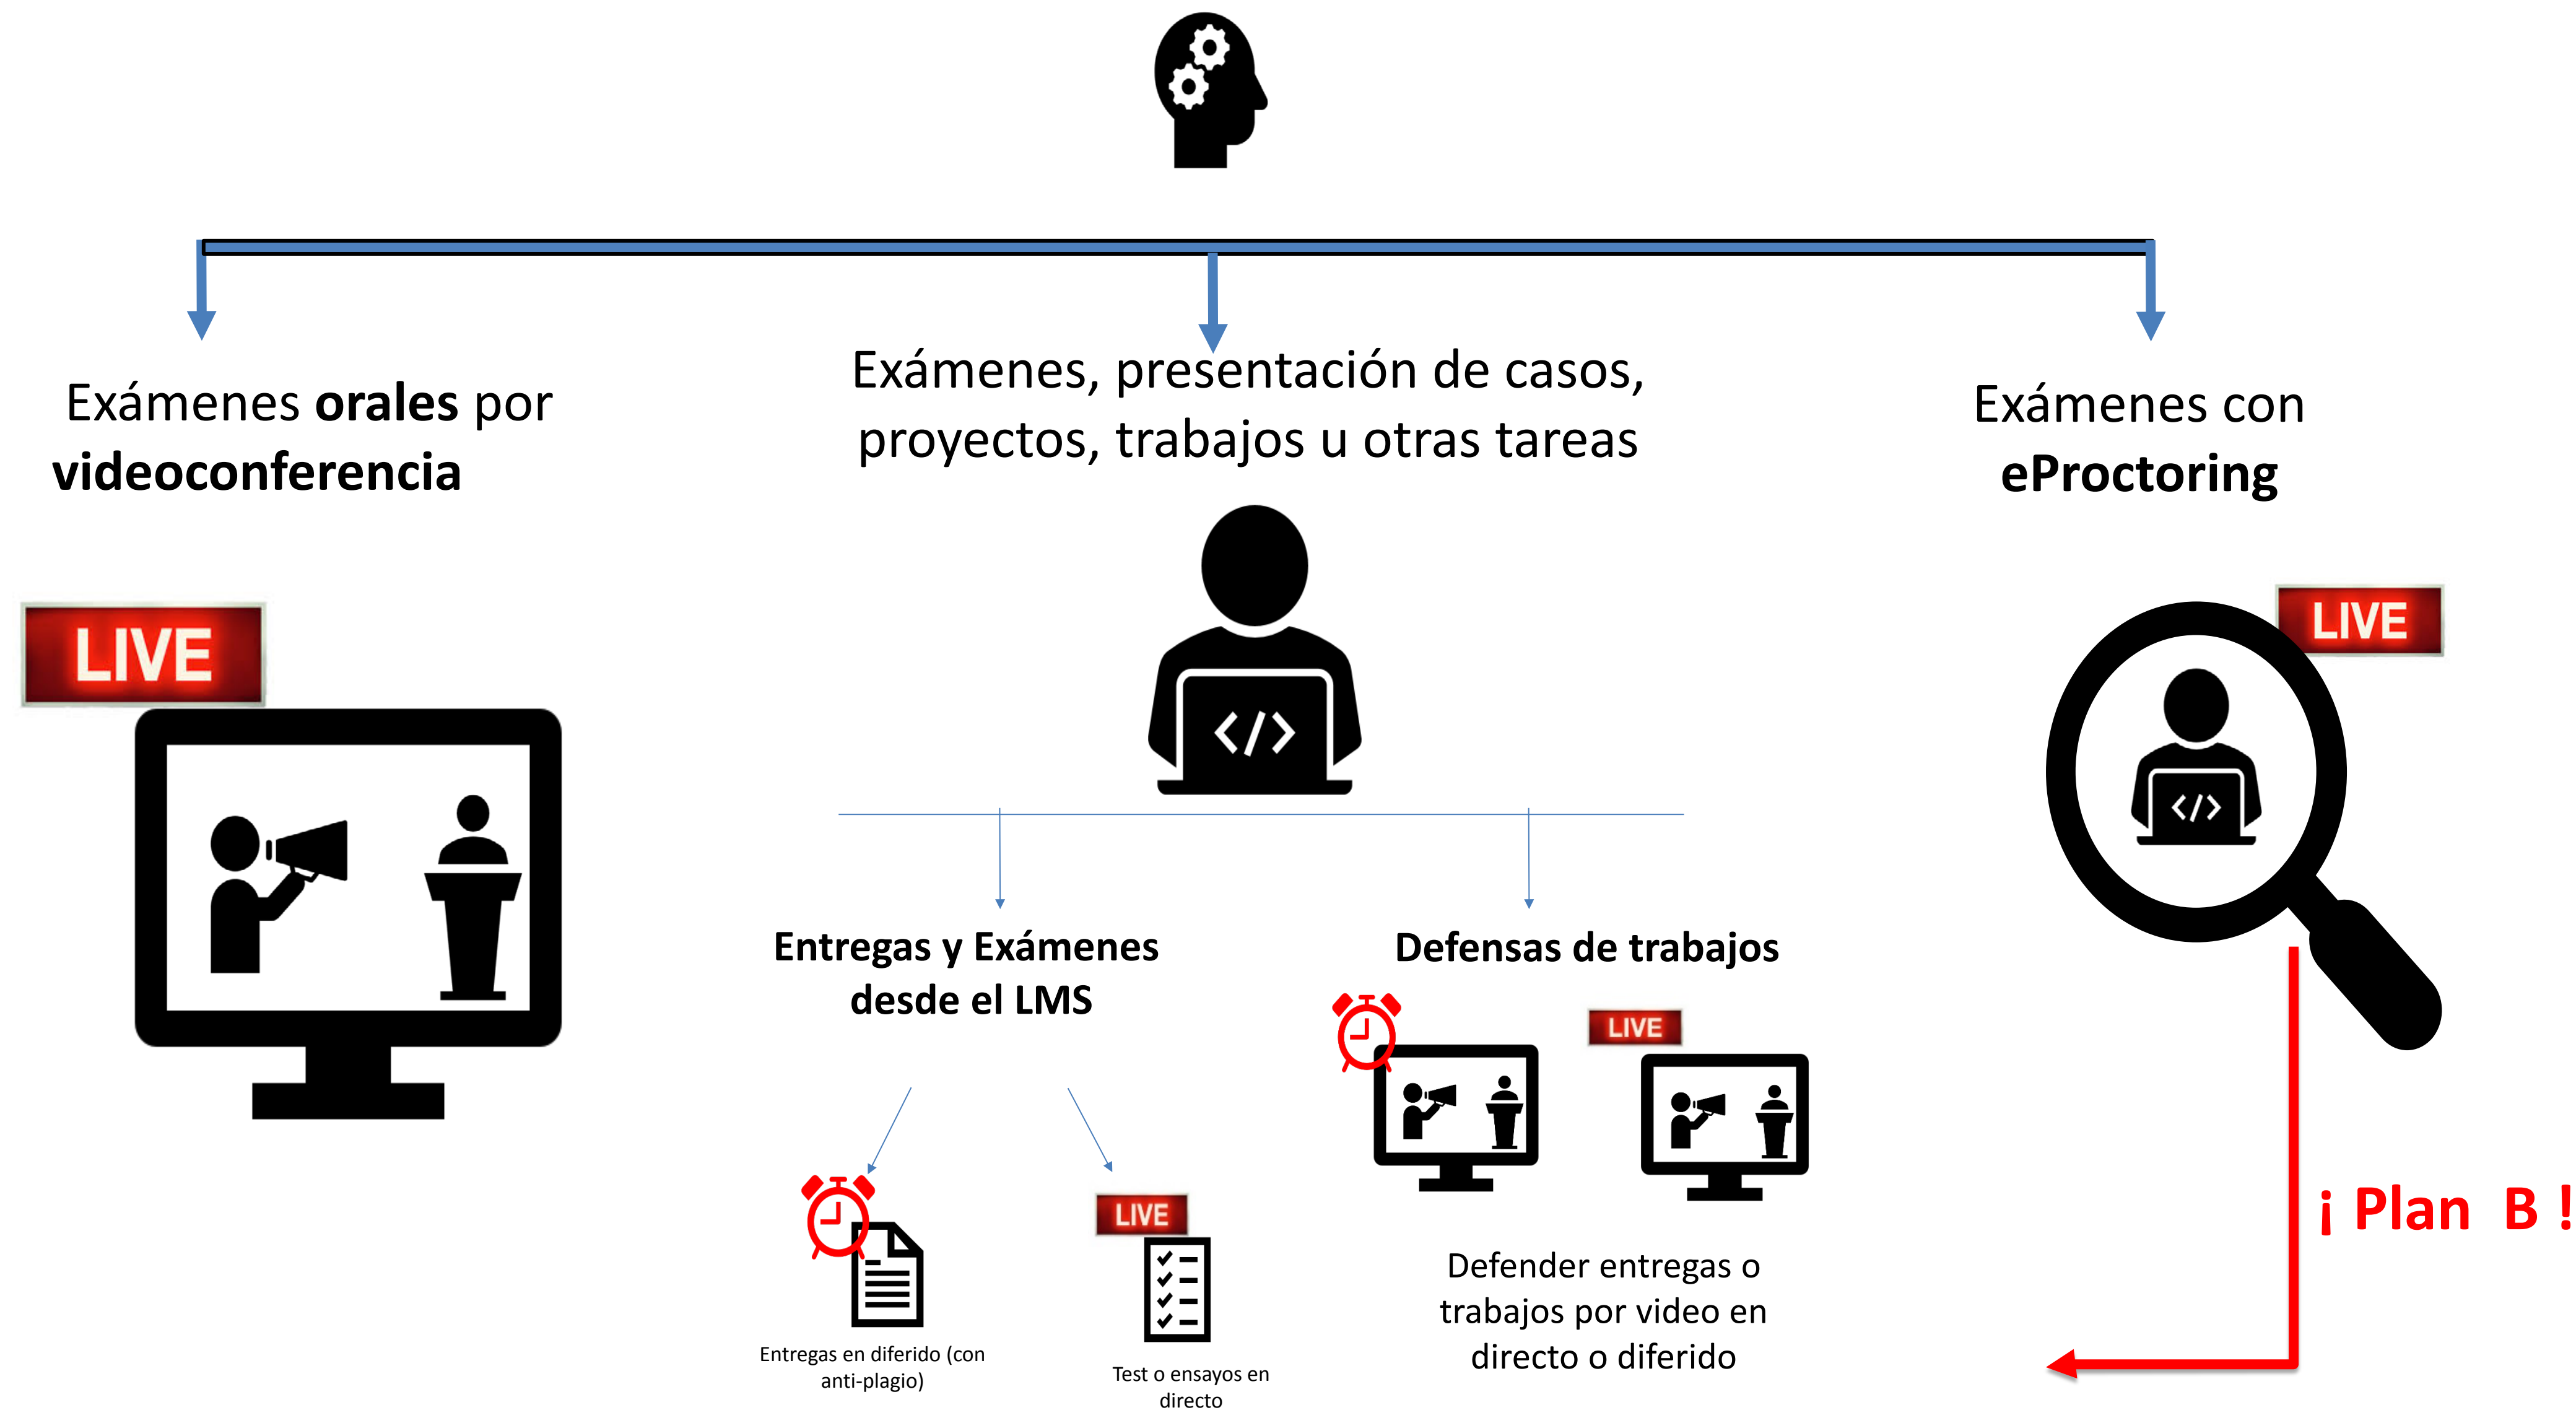 Exámenes orales por
videoconferencia
Exámenes, presentación de casos,
proyectos, trabajos u otras tareas
Exámenes con
eProctoring
LIVE
</>
LIVE
</>
Entregas y Exámenes
desde el LMS
Defensas de trabajos
LIVE
LIVE
Entregas en diferido (con
anti-plagio)
Test o ensayos en
directo
Defender entregas o
trabajos por video en
directo o diferido
¡ Plan B !